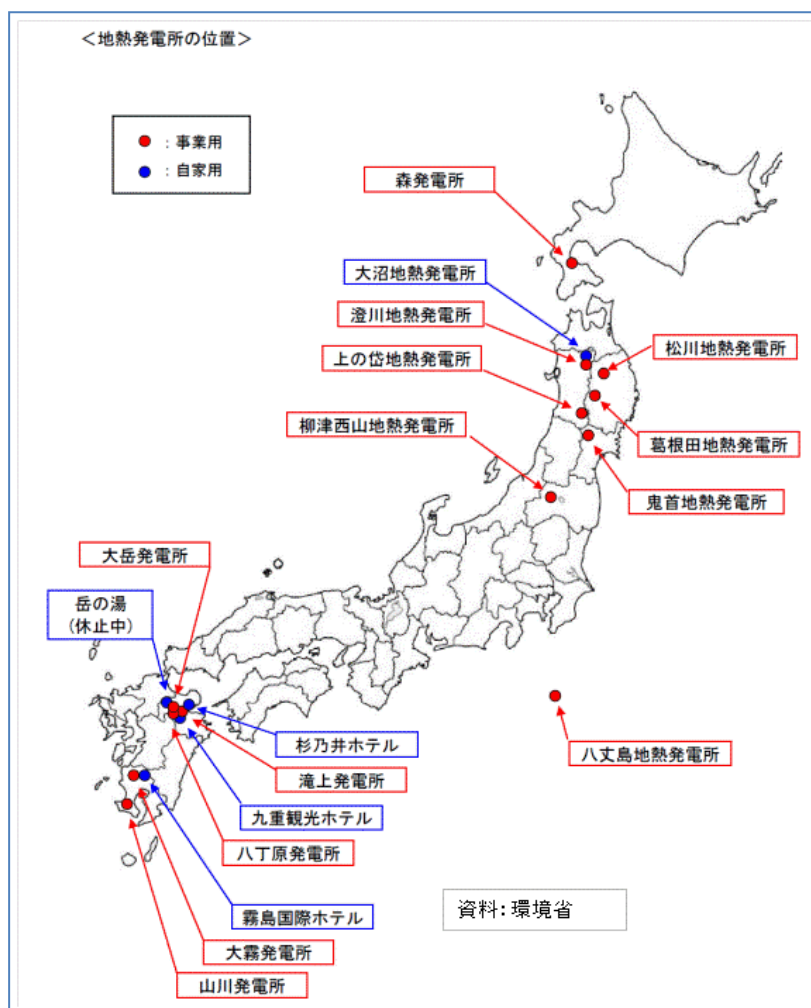 ＜地熱発電所の位置＞
：事業用
：自家用
森発電所
大沼地熱発電所
澄川地熱発電所
松川地熱発電所
上の岱地熱発電所
柳津西山地熱発電所
葛根田地熱発電所
鬼首地熱発電所
大岳発電所
岳の湯
（休止中）
八丈島地熱発電所
杉乃井ホテル
滝上発電所
九重観光ホテル
八丁原発電所
霧島国際ホテル
資料：環境省
大霧発電所
山川発電所